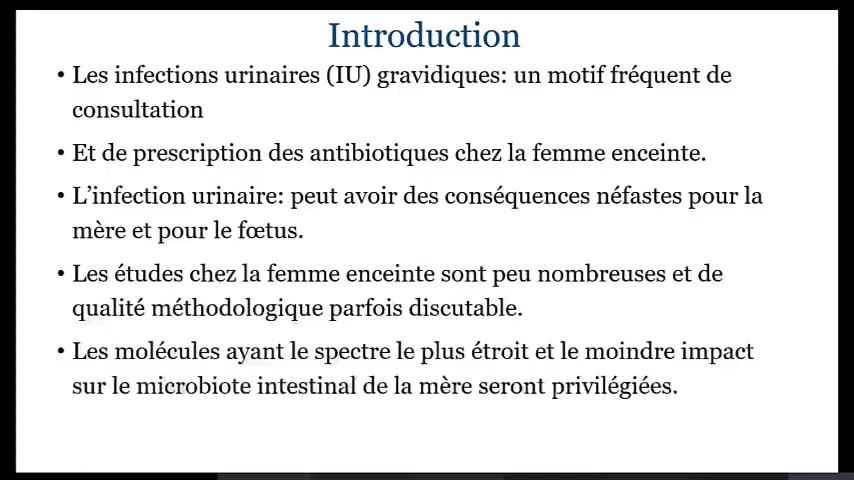 Introduction
• Les infections urinaires (IU) gravidiques: un motif fréquent de
consultation
• Et de prescription des antibiotiques chez la femme enceinte.
• L’infection urinaire: peut avoir des conséquences néfastes pour la
mère et pour le fœtus.
• Les études chez la femme enceinte sont peu nombreuses et de
qualité méthodologique parfois discutable.
• Les molécules ayant le spectre le plus étroit et le moindre impact
sur le microbiote intestinal de la mère seront privilégiées.